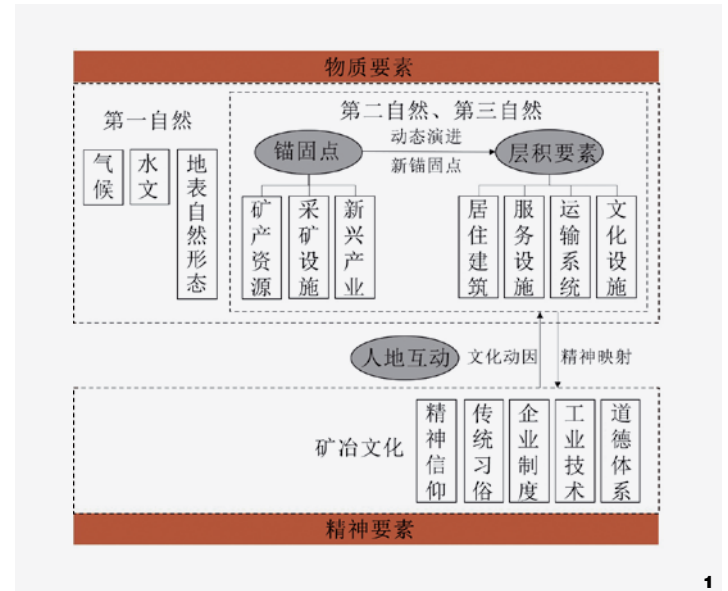 物质要素
第一自然
气候
水文
地表自然形态
第二自然、第三自然
锚固点
动态演进
新锚固点
层积要素
矿产资源
采矿设施
新兴产业
居住建筑
服务设施
运输系统
文化设施
人地互动
文化动因
精神映射
矿冶文化
精神信仰
传统习俗
企业制度
工业技术
道德体系
精神要素
1